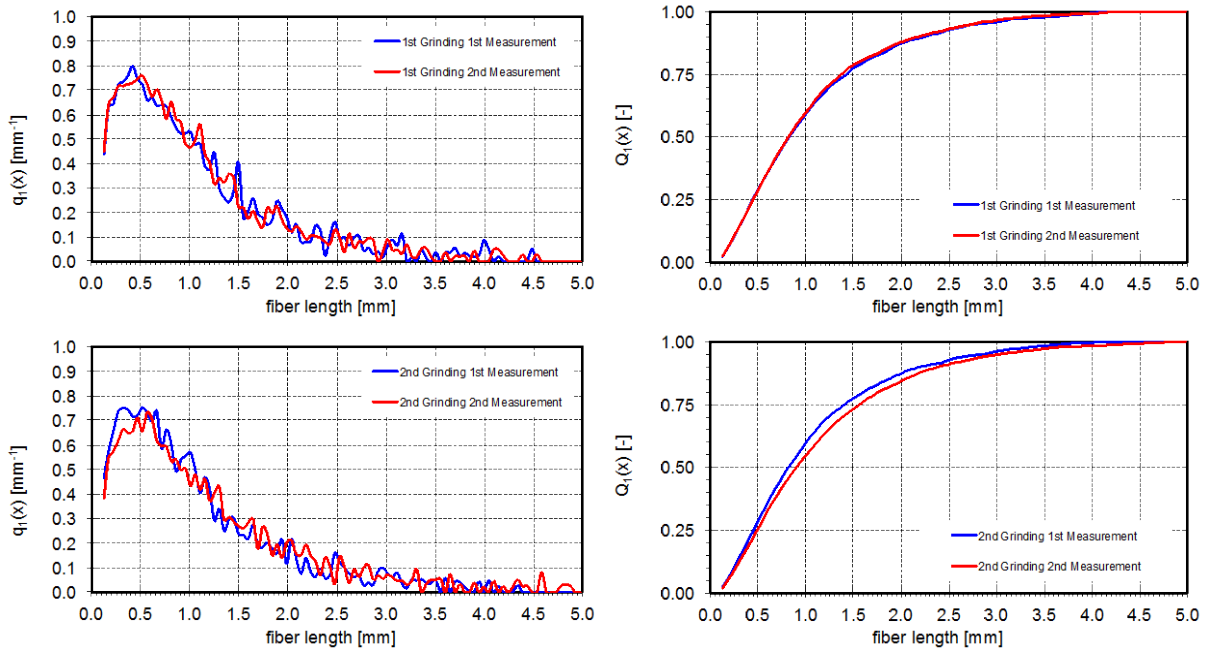 1.0
0.9
0.8
0.7
0.6
0.5
0.4
0.3
0.2
0.1
0.0
q₁(x) [mm⁻¹]
1st Grinding 1st Measurement
1st Grinding 2nd Measurement
0.0 0.5 1.0 1.5 2.0 2.5 3.0 3.5 4.0 4.5 5.0
fiber length [mm]
1.00
0.75
0.50
0.25
0.00
Q₁(x) [-]
1st Grinding 1st Measurement
1st Grinding 2nd Measurement
0.0 0.5 1.0 1.5 2.0 2.5 3.0 3.5 4.0 4.5 5.0
fiber length [mm]
1.0
0.9
0.8
0.7
0.6
0.5
0.4
0.3
0.2
0.1
0.0
q₁(x) [mm⁻¹]
2nd Grinding 1st Measurement
2nd Grinding 2nd Measurement
0.0 0.5 1.0 1.5 2.0 2.5 3.0 3.5 4.0 4.5 5.0
fiber length [mm]
1.00
0.75
0.50
0.25
0.00
Q₁(x) [-]
2nd Grinding 1st Measurement
2nd Grinding 2nd Measurement
0.0 0.5 1.0 1.5 2.0 2.5 3.0 3.5 4.0 4.5 5.0
fiber length [mm]